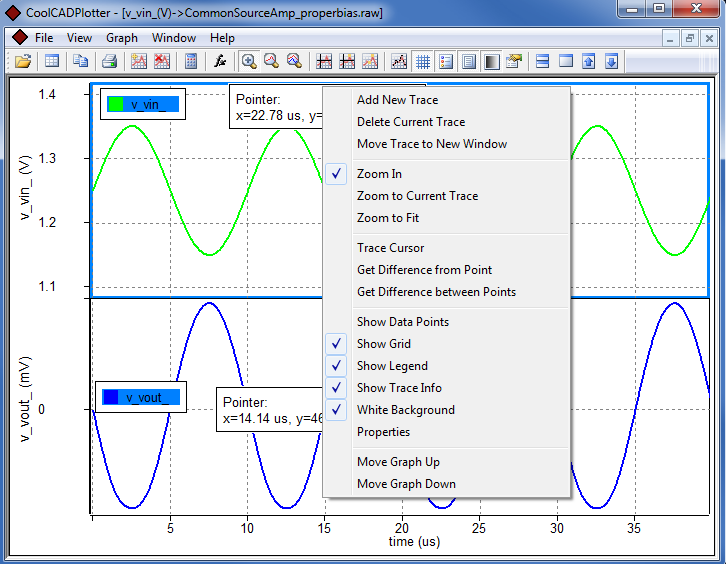 CoolCADPlotter - [v_vin_(V)->CommonSourceAmp_properbias.raw]
File View Graph Window Help
fx
v_vin_ (V)
1.4
1.3
1.2
1.1
v_vin_
Pointer:
x=22.78 us, y=
Add New Trace
Delete Current Trace
Move Trace to New Window
Zoom In
Zoom to Current Trace
Zoom to Fit
Trace Cursor
Get Difference from Point
Get Difference between Points
Show Data Points
Show Grid
Show Legend
Show Trace Info
White Background
Properties
Move Graph Up
Move Graph Down
v_vout_ (mV)
0
v_vout_
Pointer:
x=14.14 us, y=46
5 10 15 20 25 30 35
time (us)